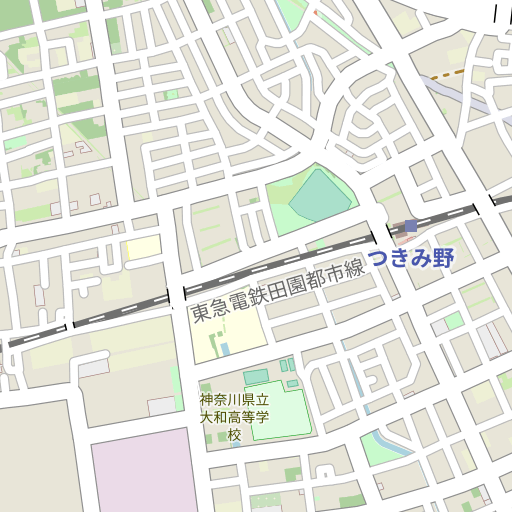 つきみ野
東急電鉄田園都市線
神奈川県立
大和高等学
校